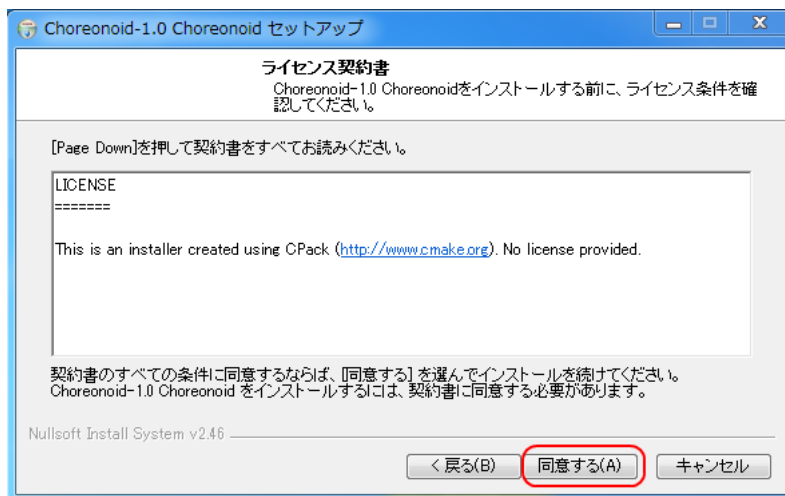 Choreonoid-1.0 Choreonoid セットアップ
ライセンス契約書
Choreonoid-1.0 Choreonoidをインストールする前に、ライセンス条件を確
認してください。
[Page Down]を押して契約書をすべてお読みください。
LICENSE
=======
This is an installer created using CPack (http://www.cmake.org). No license provided.
契約書のすべての条件に同意するならば、[同意する] を選んでインストールを続けてください。
Choreonoid-1.0 Choreonoid をインストールするには、契約書に同意する必要があります。
Nullsoft Install System v2.46
< 戻る(B)
同意する(A)
キャンセル